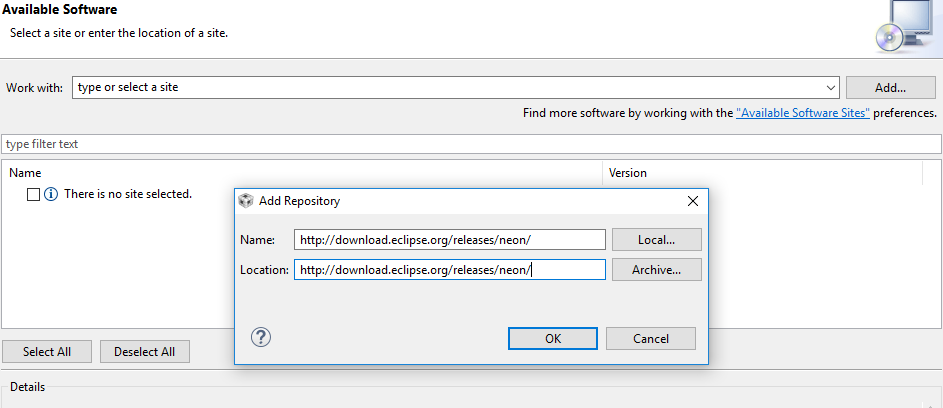 Available Software
Select a site or enter the location of a site.
Work with: type or select a site Add...
Find more software by working with the "Available Software Sites" preferences.
type filter text
Name Version
There is no site selected.
Add Repository
Name: http://download.eclipse.org/releases/neon/ Local...
Location: http://download.eclipse.org/releases/neon/ Archive...
? OK Cancel
Select All Deselect All
Details